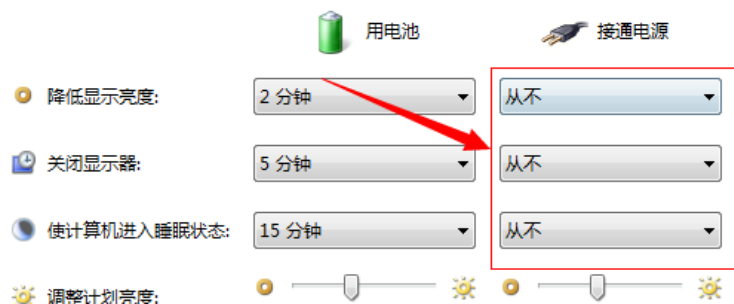 用电池 接通电源
降低显示亮度: 2 分钟 从不
关闭显示器: 5 分钟 从不
使计算机进入睡眠状态: 15 分钟 从不
调整计划亮度: